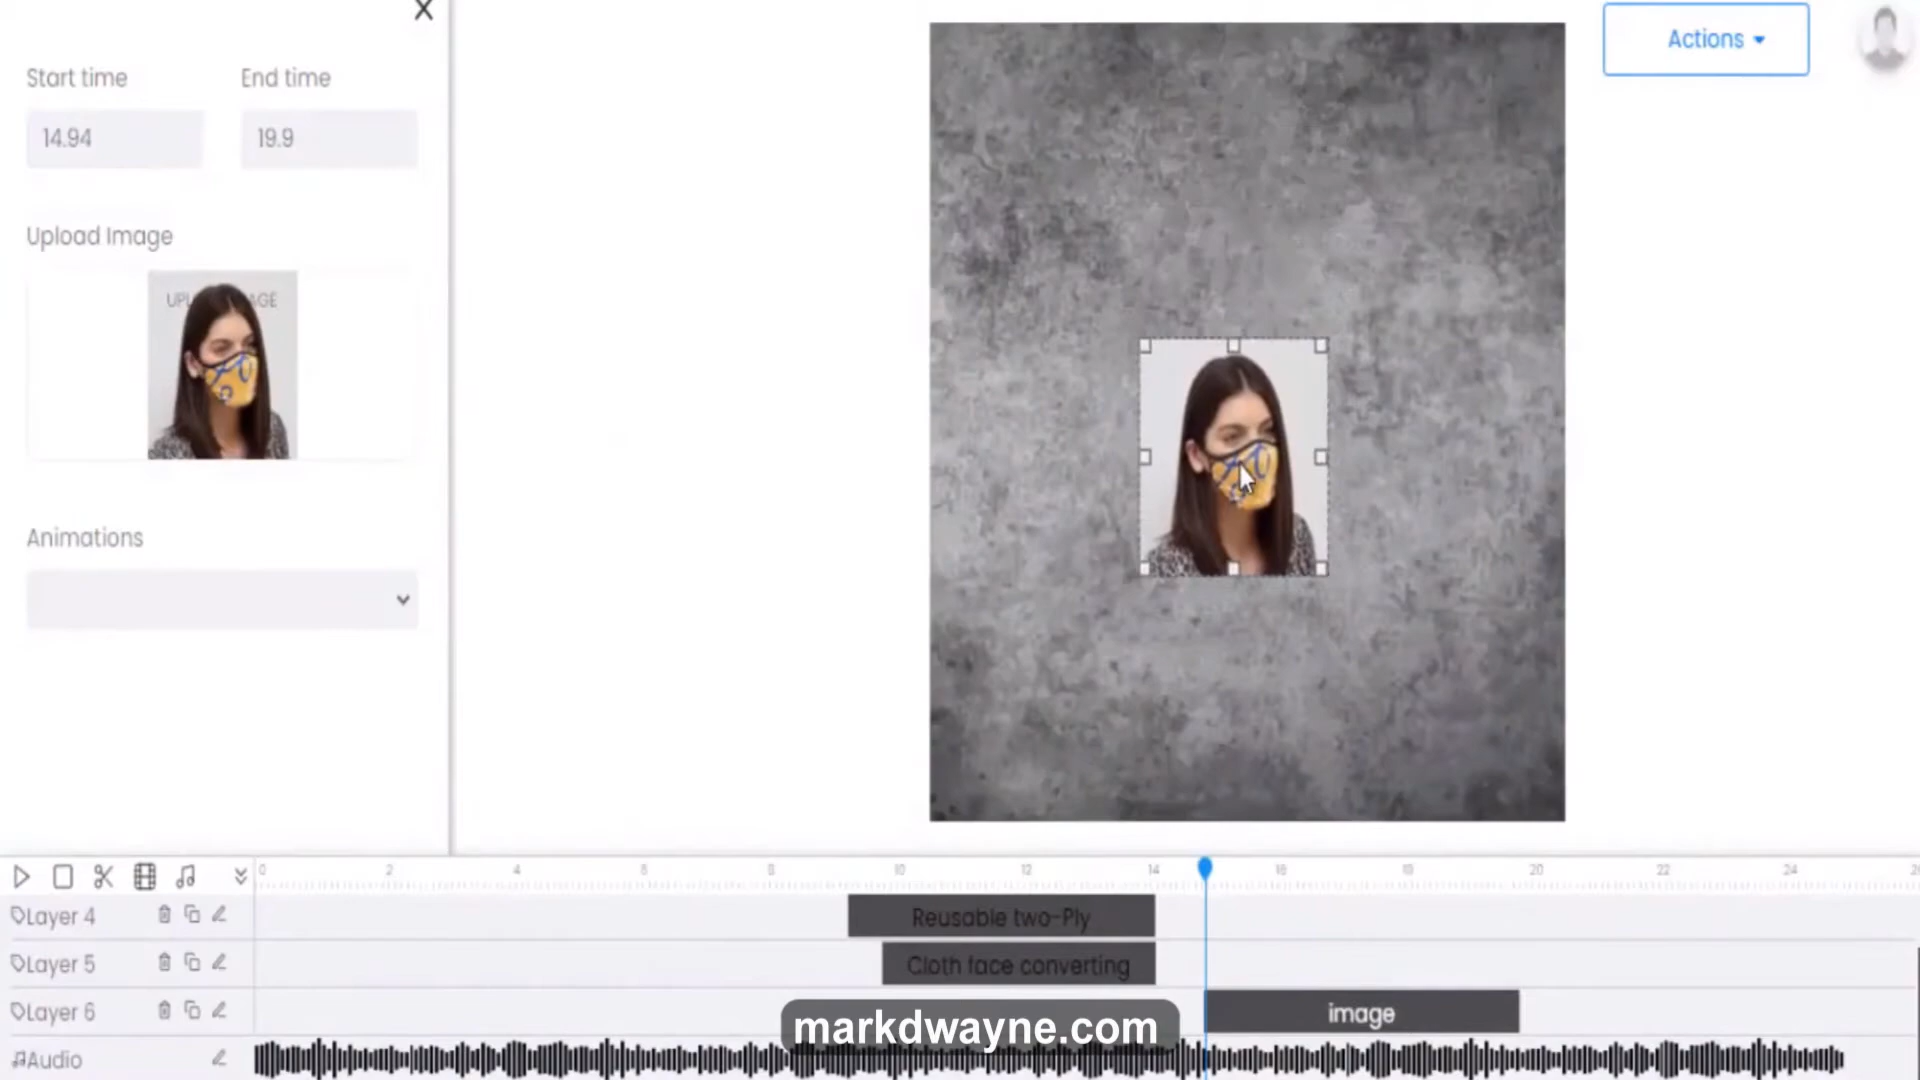 X
Actions
Start time
End time
14.94
19.9
Upload Image
Animations
0 2 4 6 8 10 12 14 16 18 20 22 24 26
Layer 4
Reusable two-Ply
Layer 5
Cloth face converting
Layer 6
image
markdwayne.com
Audio